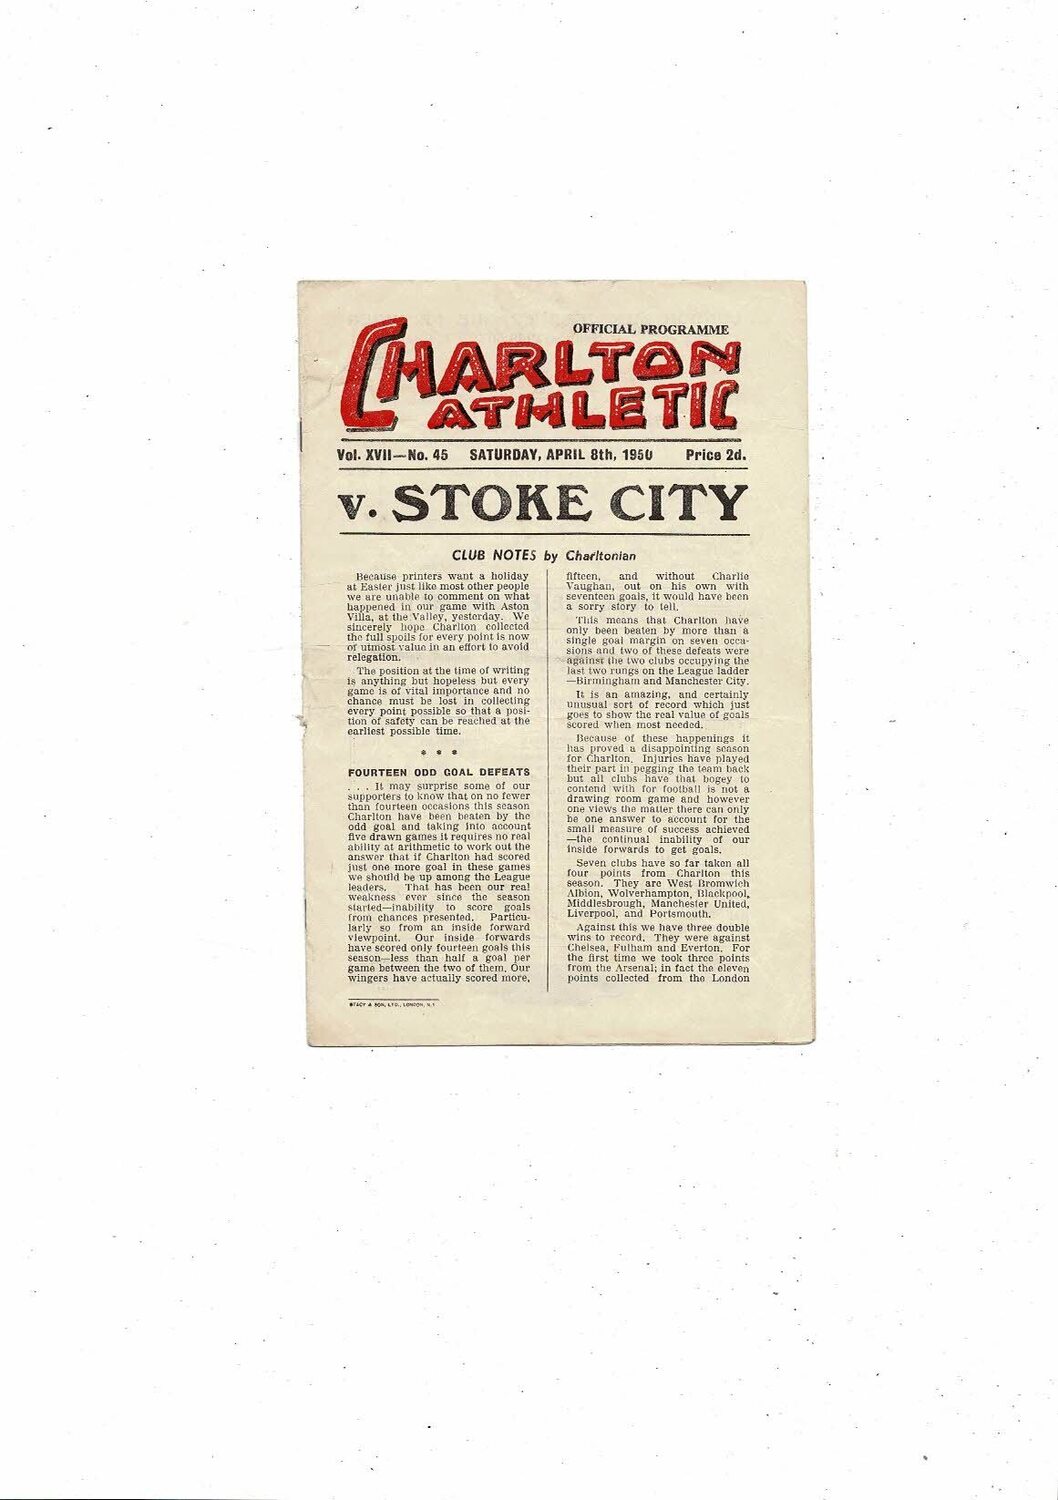 OFFICIAL PROGRAMME
CHARLTON
ATHLETIC
Vol. XVII—No. 45 SATURDAY, APRIL 8th, 1950 Price 2d.
v. STOKE CITY
CLUB NOTES by Charltonian
Because printers want a holiday
at Easter just like most other people
we are unable to comment on what
happened in our game with Aston
Villa, at the Valley, yesterday. We
sincerely hope Charlton collected
the full spoils for every point is now
of utmost value in an effort to avoid
relegation.
The position at the time of writing
is anything but hopeless but every
game is of vital importance and no
chance must be lost in collecting
every point possible so that a posi-
tion of safety can be reached at the
earliest possible time.
* * *
FOURTEEN ODD GOAL DEFEATS
. . . It may surprise some of our
supporters to know that on no fewer
than fourteen occasions this season
Charlton have been beaten by the
odd goal and taking into account
five drawn games it requires no real
ability at arithmetic to work out the
answer that if Charlton had scored
just one more goal in these games
we should be up among the League
leaders. That has been our real
weakness ever since the season
started—inability to score goals
from chances presented. Particu-
larly so from an inside forward
viewpoint. Our inside forwards
have scored only fourteen goals this
season—less than half a goal per
game between the two of them. Our
wingers have actually scored more,
fifteen, and without Charlie
Vaughan, out on his own with
seventeen goals, it would have been
a sorry story to tell.
This means that Charlton have
only been beaten by more than a
single goal margin on seven occa-
sions and two of these defeats were
against the two clubs occupying the
last two rungs on the League ladder
—Birmingham and Manchester City.
It is an amazing, and certainly
unusual sort of record which just
goes to show the real value of goals
scored when most needed.
Because of these happenings it
has proved a disappointing season
for Charlton. Injuries have played
their part in pegging the team back
but all clubs have that bogey to
contend with for football is not a
drawing room game and however
one views the matter there can only
be one answer to account for the
small measure of success achieved
—the continual inability of our
inside forwards to get goals.
Seven clubs have so far taken all
four points from Charlton this
season. They are West Bromwich
Albion, Wolverhampton, Blackpool,
Middlesbrough, Manchester United,
Liverpool, and Portsmouth.
Against this we have three double
wins to record. They were against
Chelsea, Fulham and Everton. For
the first time we took three points
from the Arsenal; in fact the eleven
points collected from the London
STACY & SON, LTD., LONDON, N.1